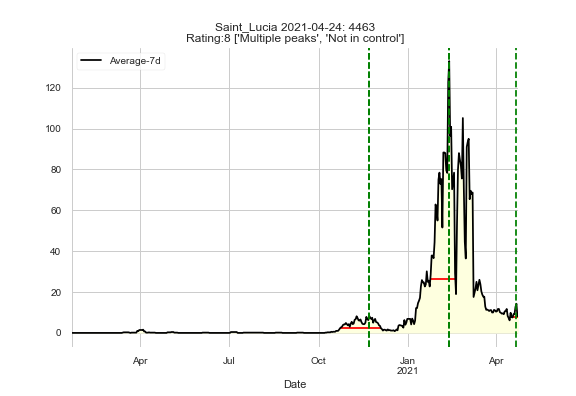 Saint_Lucia 2021-04-24: 4463
Rating:8 ['Multiple peaks', 'Not in control']
Average-7d
120
100
80
60
40
20
0
Apr
Jul
Oct
Jan
2021
Apr
Date